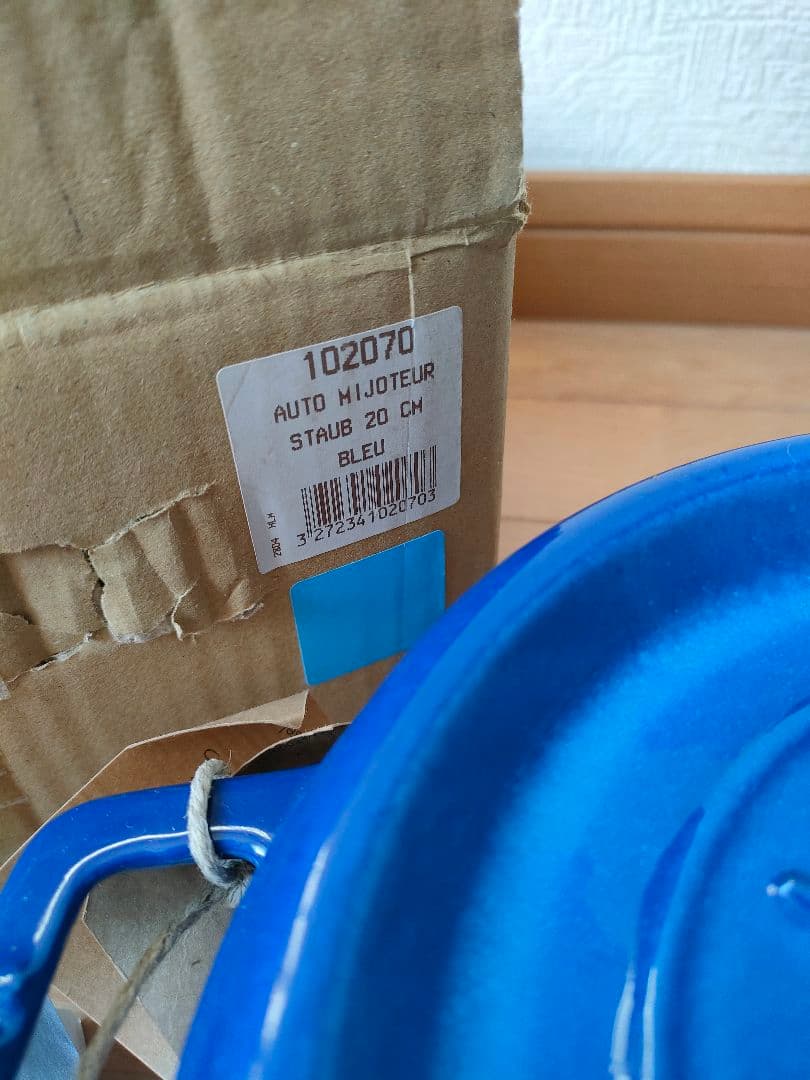 102070
AUTO MIJOTEUR
STAUB 20 CM
BLEU
3 272341 020703